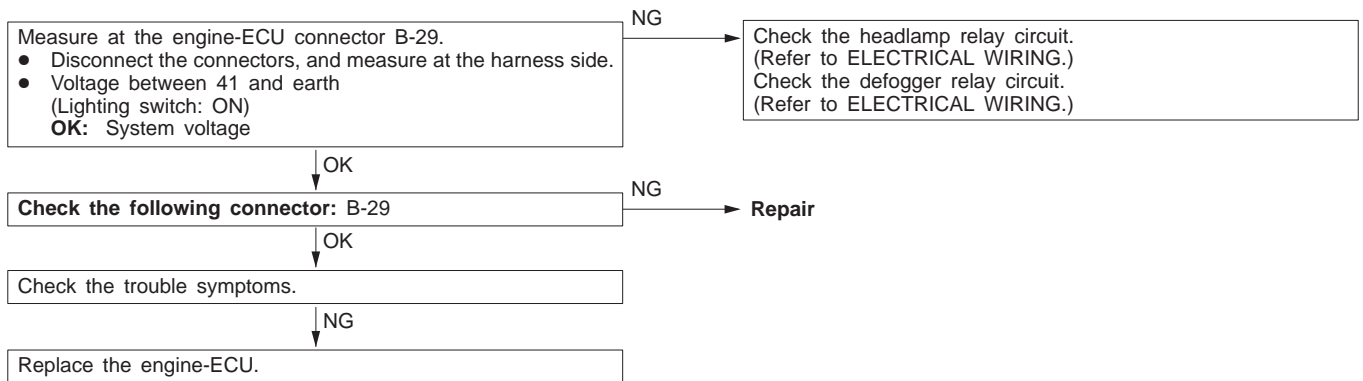 Measure at the engine-ECU connector B-29.
● Disconnect the connectors, and measure at the harness side.
● Voltage between 41 and earth
(Lighting switch: ON)
OK: System voltage
NG
Check the headlamp relay circuit.
(Refer to ELECTRICAL WIRING.)
Check the defogger relay circuit.
(Refer to ELECTRICAL WIRING.)
OK
Check the following connector: B-29
NG
Repair
OK
Check the trouble symptoms.
NG
Replace the engine-ECU.